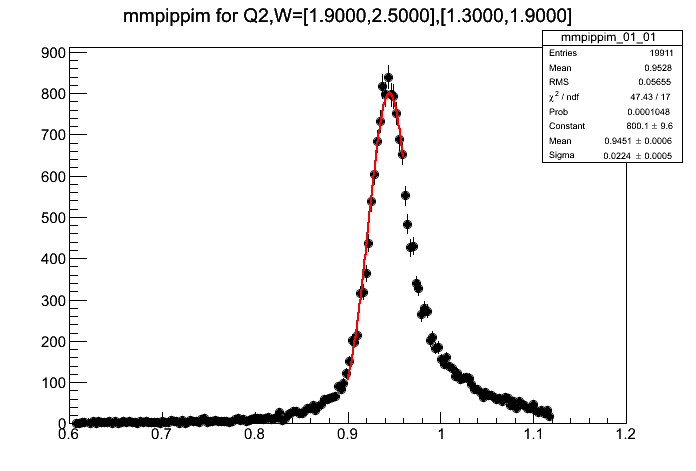 mmpippim for Q2,W=[1.9000,2.5000],[1.3000,1.9000]
mmpippim_01_01
Entries 19911
Mean 0.9528
RMS 0.05655
χ² / ndf 47.43 / 17
Prob 0.0001048
Constant 800.1 ± 9.6
Mean 0.9451 ± 0.0006
Sigma 0.0224 ± 0.0005
900
800
700
600
500
400
300
200
100
0
0.6 0.7 0.8 0.9 1 1.1 1.2